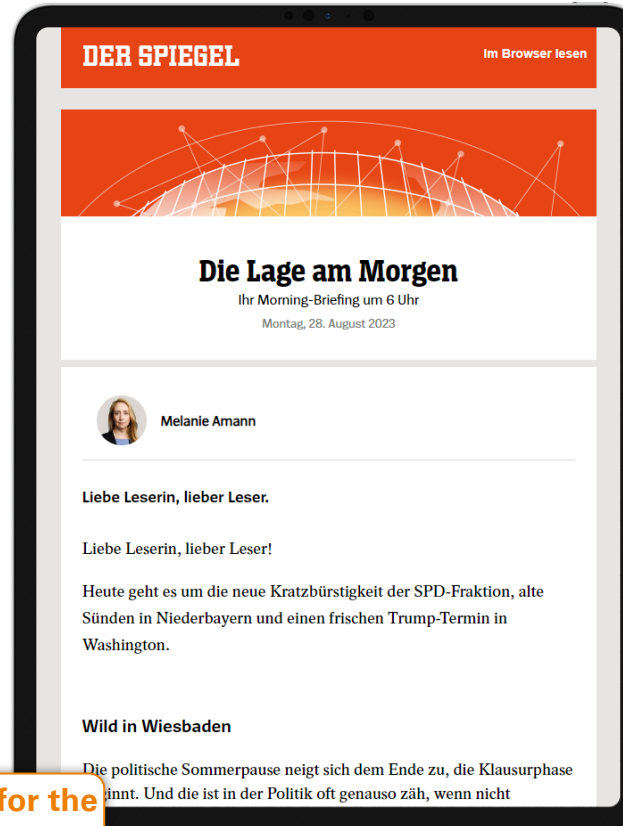 DER SPIEGEL
Im Browser lesen
Die Lage am Morgen
Ihr Morning-Briefing um 6 Uhr
Montag, 28. August 2023
Melanie Amann
Liebe Leserin, lieber Leser.
Liebe Leserin, lieber Leser!
Heute geht es um die neue Kratzbürstigkeit der SPD-Fraktion, alte
Sünden in Niederbayern und einen frischen Trump-Termin in
Washington.
Wild in Wiesbaden
Die politische Sommerpause neigt sich dem Ende zu, die Klausurphase
ginnt. Und die ist in der Politik oft genauso zäh, wenn nicht
for the